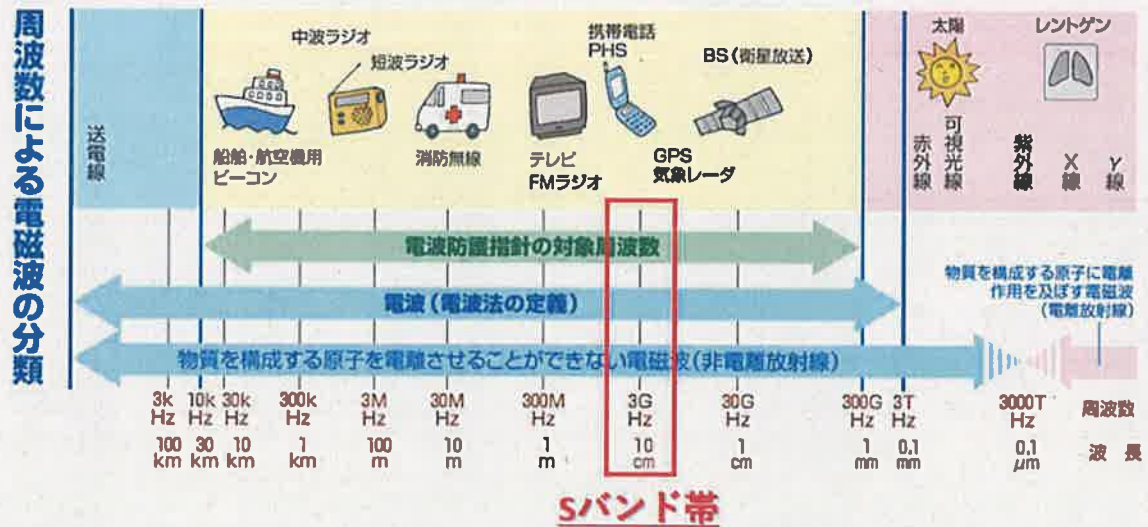 周波数による電磁波の分類
送電線
中波ラジオ
短波ラジオ
携帯電話
PHS
BS(衛星放送)
太陽
レントゲン
船舶・航空機用
ビーコン
消防無線
テレビ
FMラジオ
GPS
気象レーダ
赤外線
可視光線
紫外線
X線
γ線
電波防護指針の対象周波数
電波(電波法の定義)
物質を構成する原子を電離させることができない電磁波(非電離放射線)
物質を構成する原子に電離
作用を及ぼす電磁波
(電離放射線)
3k 10k 30k 300k 3M 30M 300M 3G 30G 300G 3T 3000T 周波数
Hz Hz Hz Hz Hz Hz Hz Hz Hz Hz Hz Hz
100 30 10 1 100 10 1 10 1 1 0.1 0.1 波長
km km km km m m m cm cm mm mm μm
Sバンド帯